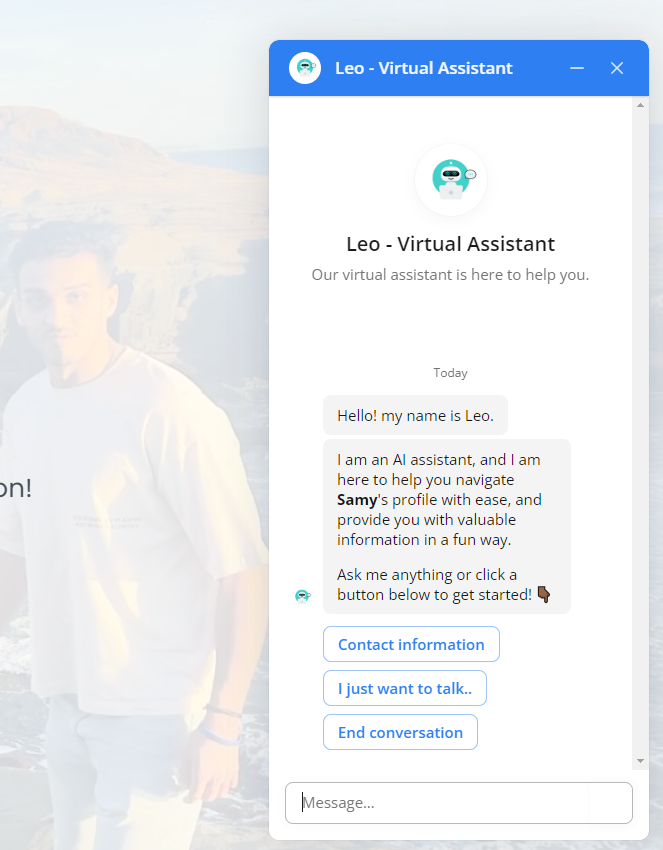 Leo - Virtual Assistant
Leo - Virtual Assistant
Our virtual assistant is here to help you.
Today
Hello! my name is Leo.
on!
I am an AI assistant, and I am
here to help you navigate
Samy's profile with ease, and
provide you with valuable
information in a fun way.
Ask me anything or click a
button below to get started! 👇🏿
Contact information
I just want to talk..
End conversation
Message...